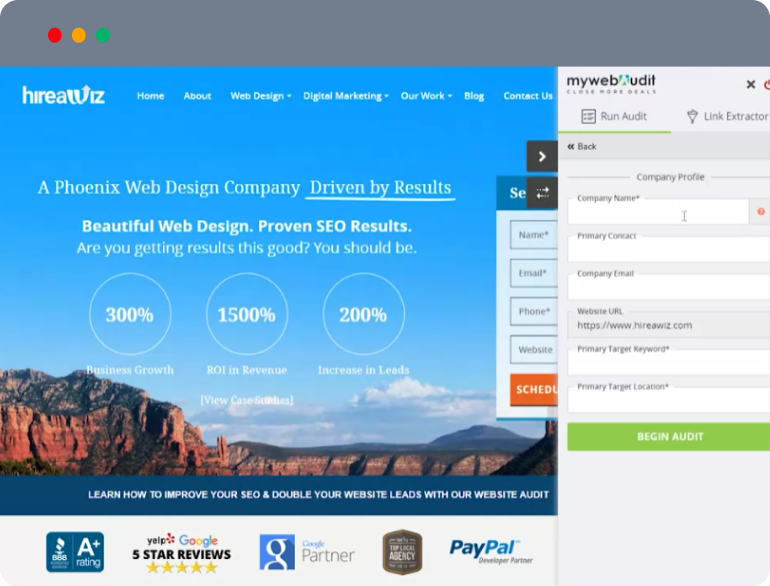 hireawiz
Home About Web Design Digital Marketing Our Work Blog Contact Us
A Phoenix Web Design Company Driven by Results
Beautiful Web Design. Proven SEO Results.
Are you getting results this good? You should be.
300% 1500% 200%
Business Growth ROI in Revenue Increase in Leads
[View Case Studies]
Se
Name*
Email*
Phone*
Website
SCHEDU
LEARN HOW TO IMPROVE YOUR SEO & DOUBLE YOUR WEBSITE LEADS WITH OUR WEBSITE AUDIT
BBB
A+
rating
yelp Google
5 STAR REVIEWS
Google
Partner
TOP LOCAL
AGENCY
PayPal
Developer Partner
mywebAudit
CLOSE MORE DEALS
Run Audit Link Extractor
« Back
Company Profile
Company Name*
Primary Contact
Company Email
Website URL
https://www.hireawiz.com
Primary Target Keyword*
Primary Target Location*
BEGIN AUDIT